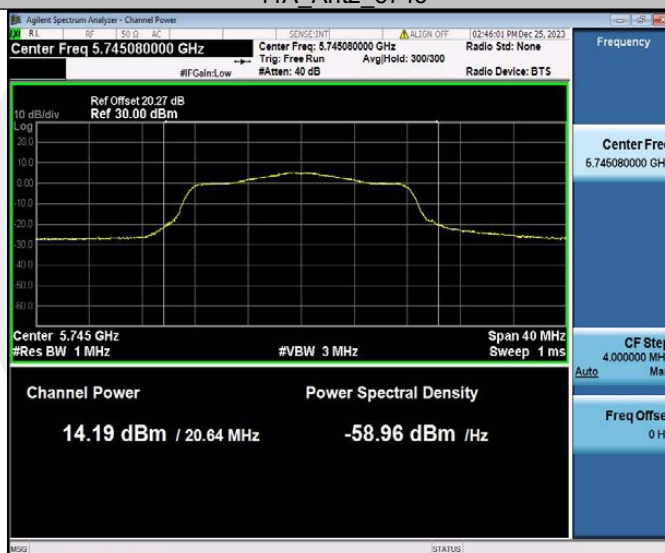 Agilent Spectrum Analyzer - Channel Power
RL RF 50 Ω AC SENSE:INT ALIGN OFF 02:46:01 PM Dec 25, 2023
Center Freq 5.745080000 GHz Center Freq: 5.745080000 GHz Radio Std: None Frequency
Trig: Free Run Avg|Hold: 300/300
#IFGain:Low #Atten: 40 dB Radio Device: BTS
Ref Offset 20.27 dB
10 dB/div Ref 30.00 dBm
Log
20.0
10.0
0.00
-10.0
-20.0
-30.0
-40.0
-50.0
-60.0
Center Fre
5.745080000 GH
Center 5.745 GHz Span 40 MHz
#Res BW 1 MHz #VBW 3 MHz Sweep 1 ms
CF Step
4.000000 MH
Auto Ma
Channel Power Power Spectral Density
14.19 dBm / 20.64 MHz -58.96 dBm /Hz
Freq Offse
0 H
MSG STATUS